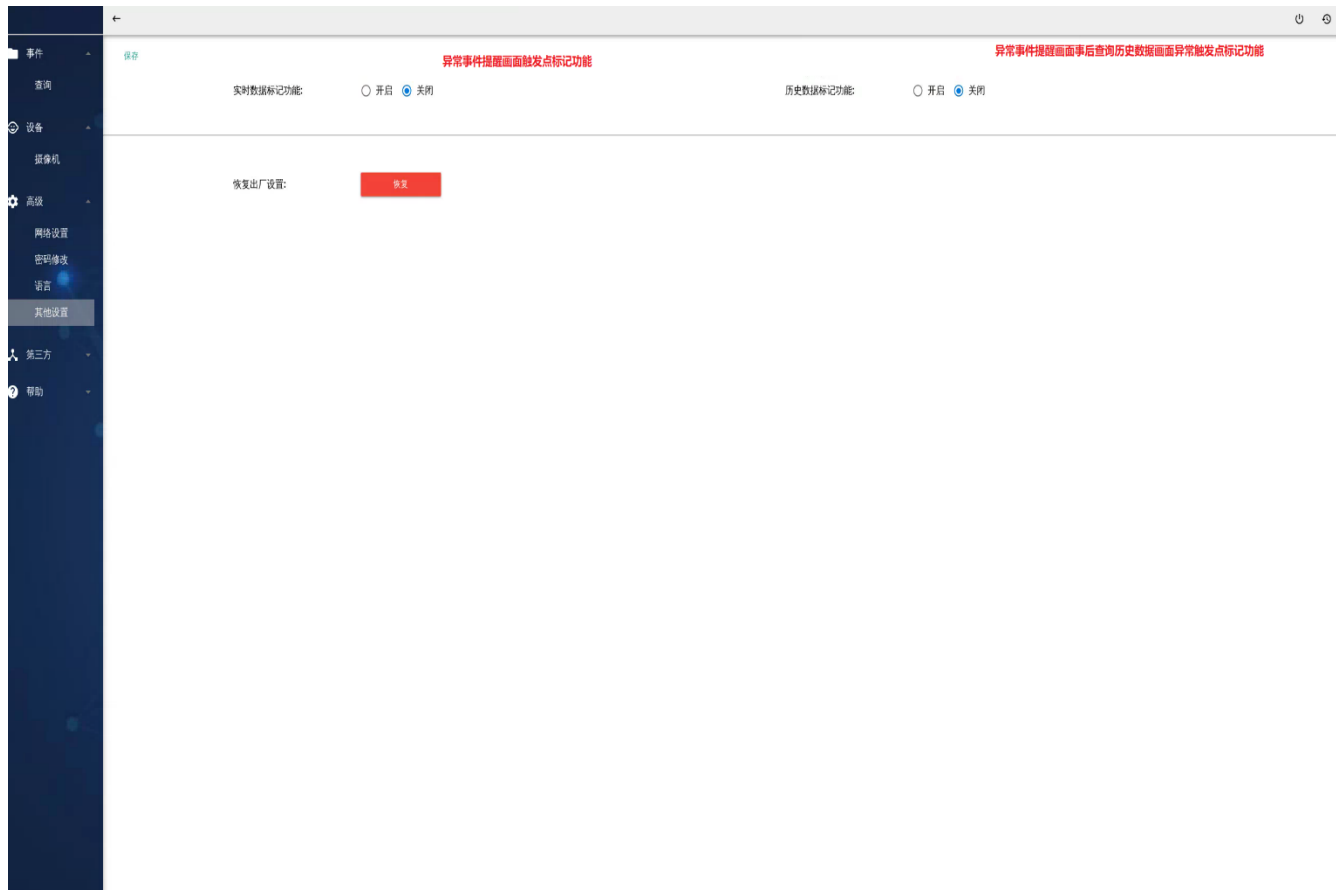 事件
查询
设备
摄像机
高级
网络设置
密码修改
语言
其他设置
第三方
帮助
保存
异常事件提醒画面触发点标记功能
异常事件提醒画面事后查询历史数据画面异常触发点标记功能
实时数据标记功能: 开启 关闭
历史数据标记功能: 开启 关闭
恢复出厂设置: 恢复